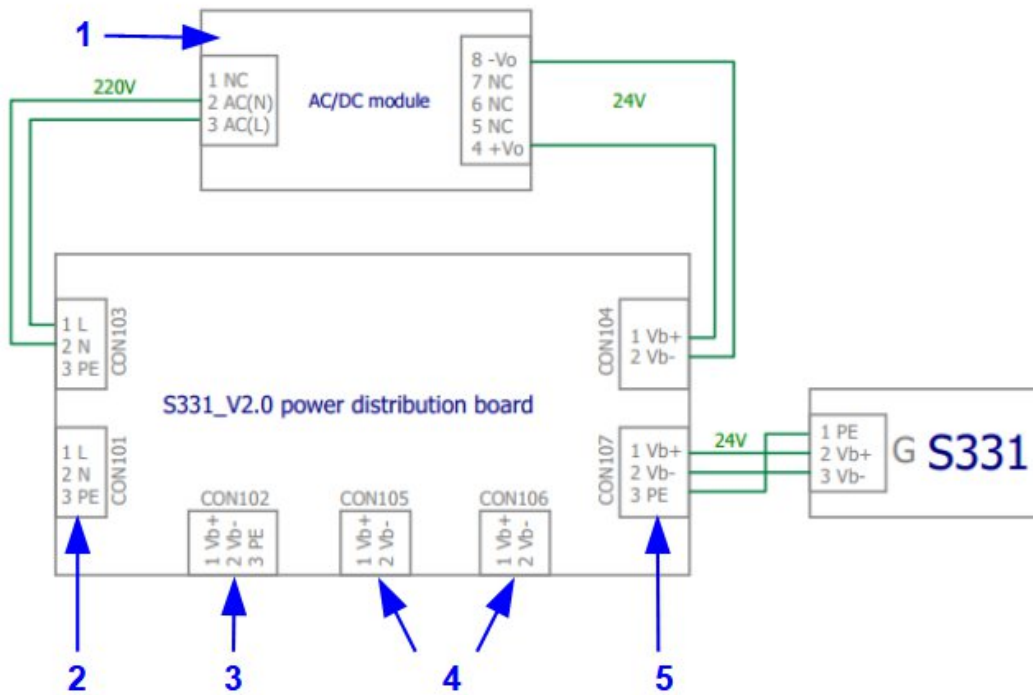 1
1 NC
2 AC(N)
3 AC(L)
AC/DC module
8 -Vo
7 NC
6 NC
5 NC
4 +Vo
220V
24V
1 L
2 N
3 PE
CON103
CON104
1 Vb+
2 Vb-
S331_V2.0 power distribution board
1 L
2 N
3 PE
CON101
CON102
1 Vb+
2 Vb-
3 PE
CON105
1 Vb+
2 Vb-
CON106
1 Vb+
2 Vb-
CON107
1 Vb+
2 Vb-
3 PE
24V
1 PE
2 Vb+
3 Vb-
G S331
2
3
4
5